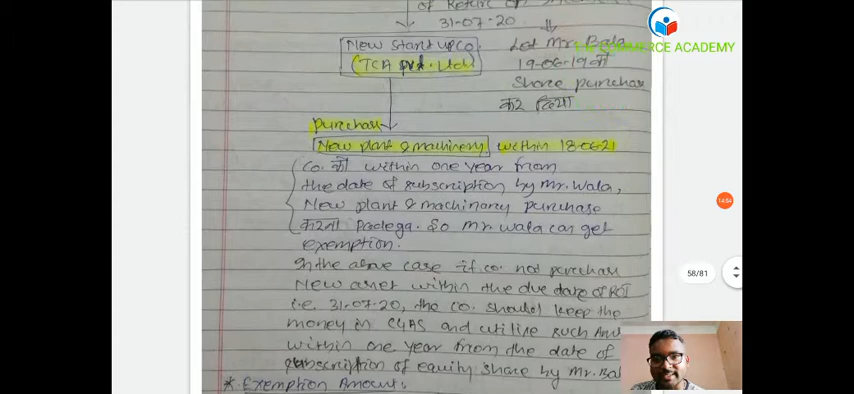 of Return of
31-07-20
New start up co.
(TCA pvt. Ltd)
Let Mr. Bala
19-06-19 को
Share purchase
कर लिया
T M COMMERCE ACADEMY
Purchase
New plant & machinery within 18-06-21
Co. को within one year from
the date of subscription by Mr. Wala,
New plant & machinary purchase
करना padega. So Mr wala can get
exemption.
In the above case if co. not purchase
New asset within the due date of ROI
i.e. 31-07-20, the co. should keep the
money in CGAS and utilize such Amt
within one year from the date of
subscription of equity share by Mr. Bal
* Exemption Amount:
14:54
58/81